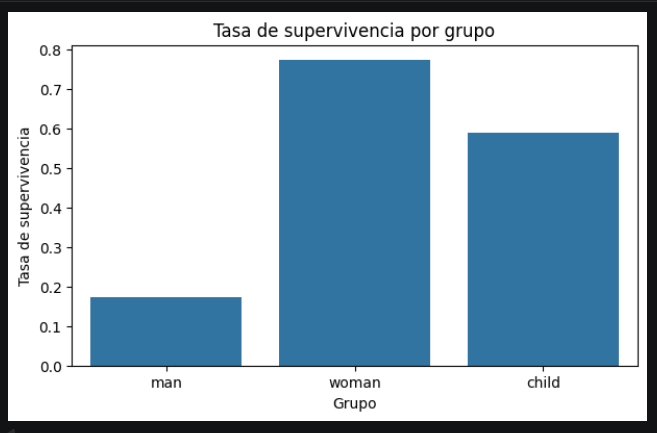 Tasa de supervivencia por grupo
Tasa de supervivencia
0.8
0.7
0.6
0.5
0.4
0.3
0.2
0.1
0.0
man woman child
Grupo